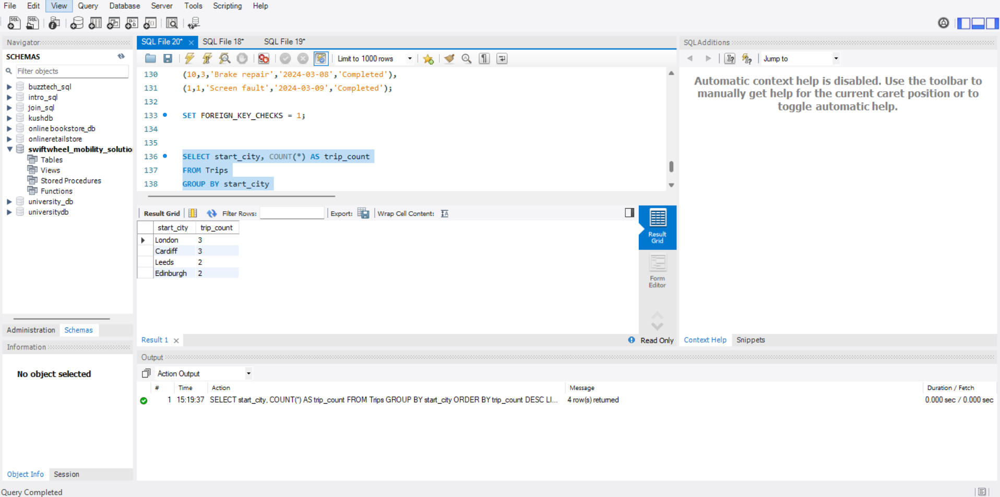 File Edit View Query Database Server Tools Scripting Help
Navigator
SCHEMAS
Filter objects
buzztech_sql
intro_sql
join_sql
kushdb
online bookstore_db
onlineretailstore
swiftwheel_mobility_solutio
Tables
Views
Stored Procedures
Functions
university_db
universitydb
Administration Schemas
Information
No object selected
Object Info Session
Query Completed
SQL File 20* SQL File 18* SQL File 19*
Limit to 1000 rows
130 (10,3,'Brake repair','2024-03-08','Completed'),
131 (1,1,'Screen fault','2024-03-09','Completed');
132
133 SET FOREIGN_KEY_CHECKS = 1;
134
135
136 SELECT start_city, COUNT(*) AS trip_count
137 FROM Trips
138 GROUP BY start_city
Result Grid Filter Rows: Export: Wrap Cell Content:
start_city trip_count
London 3
Cardiff 3
Leeds 2
Edinburgh 2
Result Grid
Form Editor
Result 1 Read Only
SQLAdditions
Jump to
Automatic context help is disabled. Use the toolbar to
manually get help for the current caret position or to
toggle automatic help.
Context Help Snippets
Output
Action Output
# Time Action Message Duration / Fetch
1 15:19:37 SELECT start_city, COUNT(*) AS trip_count FROM Trips GROUP BY start_city ORDER BY trip_count DESC LI... 4 row(s) returned 0.000 sec / 0.000 sec